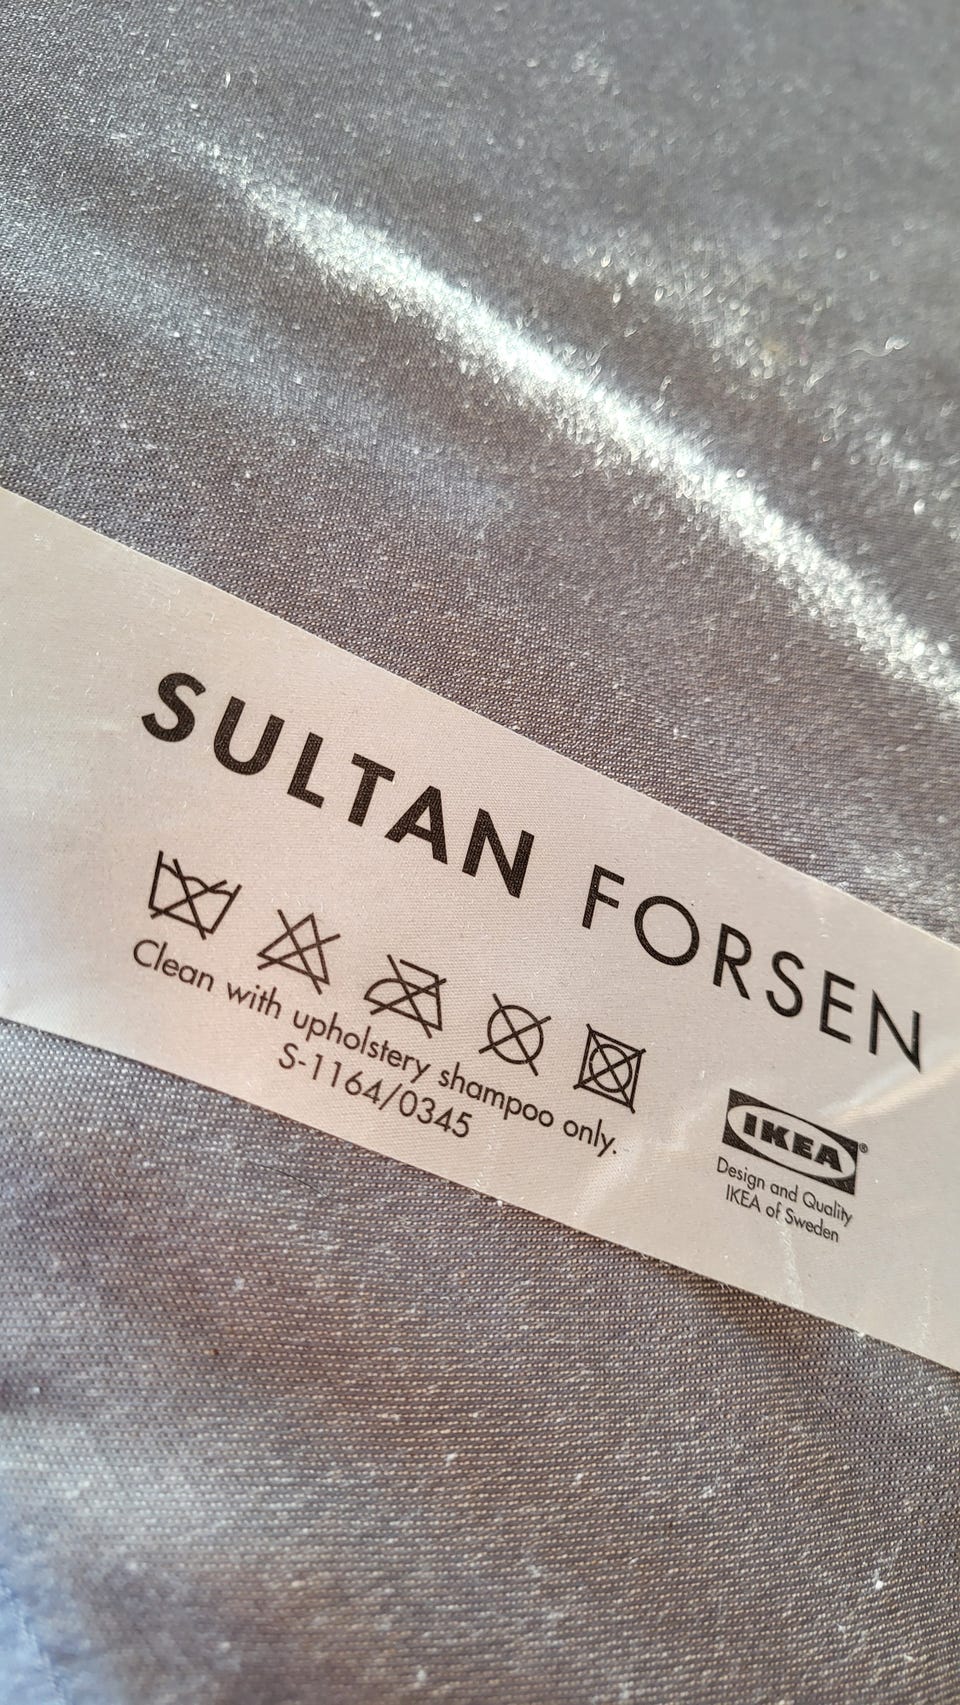 SULTAN FORSEN
Clean with upholstery shampoo only.
S-1164/0345
IKEA®
Design and Quality
IKEA of Sweden